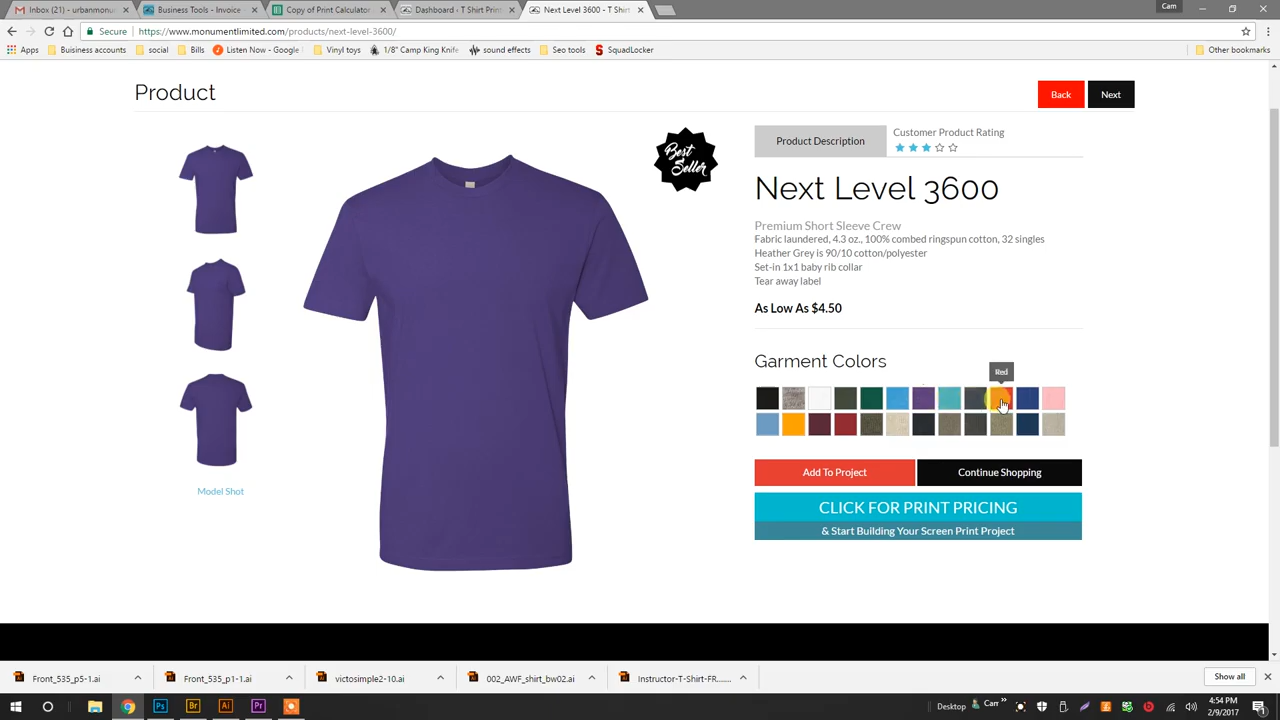 Inbox (21) - urbanmonu
Business Tools - Invoice
Copy of Print Calculator
Dashboard ‹ T Shirt Print
Next Level 3600 - T Shirt
Cam
Secure
https://www.monumentlimited.com/products/next-level-3600/
Apps
Buisiness accounts
social
Bills
Listen Now - Google
Vinyl toys
1/8" Camp King Knife
sound effects
Seo tools
SquadLocker
Other bookmarks
Product
Back
Next
Best Seller
Product Description
Customer Product Rating
Next Level 3600
Premium Short Sleeve Crew
Fabric laundered, 4.3 oz., 100% combed ringspun cotton, 32 singles
Heather Grey is 90/10 cotton/polyester
Set-in 1x1 baby rib collar
Tear away label
As Low As $4.50
Garment Colors
Red
Add To Project
Continue Shopping
Model Shot
CLICK FOR PRINT PRICING
& Start Building Your Screen Print Project
Front_535_p5-1.ai
Front_535_p1-1.ai
victosimple2-10.ai
002_AWF_shirt_bw02.ai
Instructor-T-Shirt-FR.......ai
Show all
Desktop
Carr
4:54 PM
2/9/2017